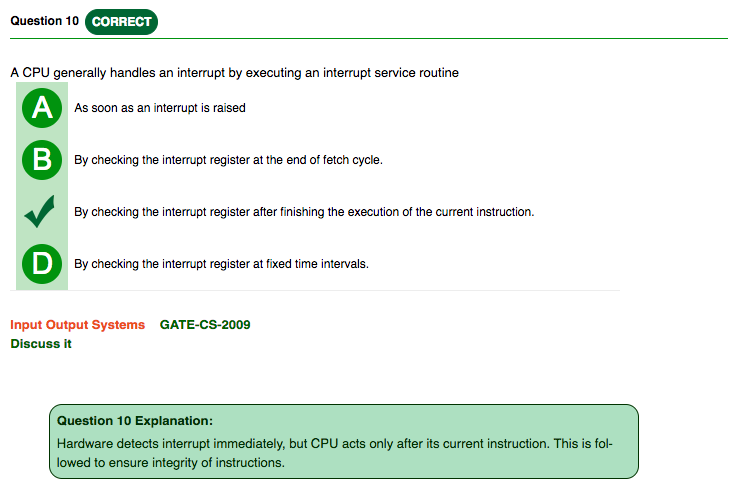 Question 10 CORRECT
A CPU generally handles an interrupt by executing an interrupt service routine
A As soon as an interrupt is raised
B By checking the interrupt register at the end of fetch cycle.
By checking the interrupt register after finishing the execution of the current instruction.
D By checking the interrupt register at fixed time intervals.
Input Output Systems GATE-CS-2009
Discuss it
Question 10 Explanation:
Hardware detects interrupt immediately, but CPU acts only after its current instruction. This is fol-
lowed to ensure integrity of instructions.